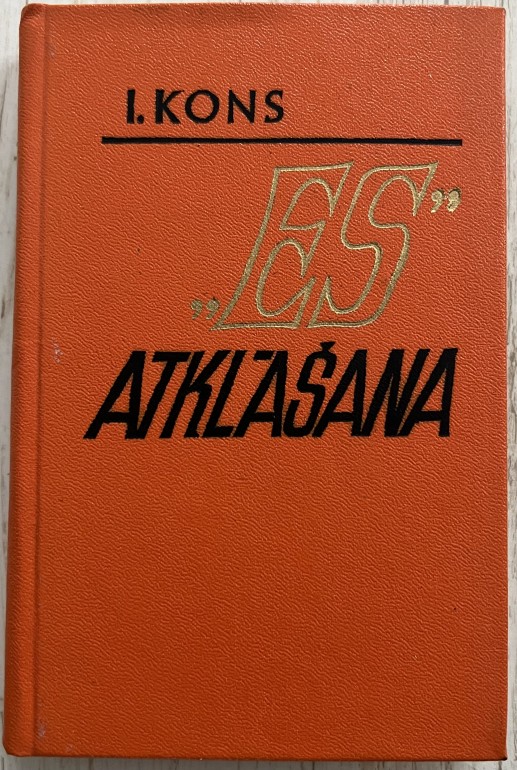 I. KONS
„ES”
ATKLĀŠANA